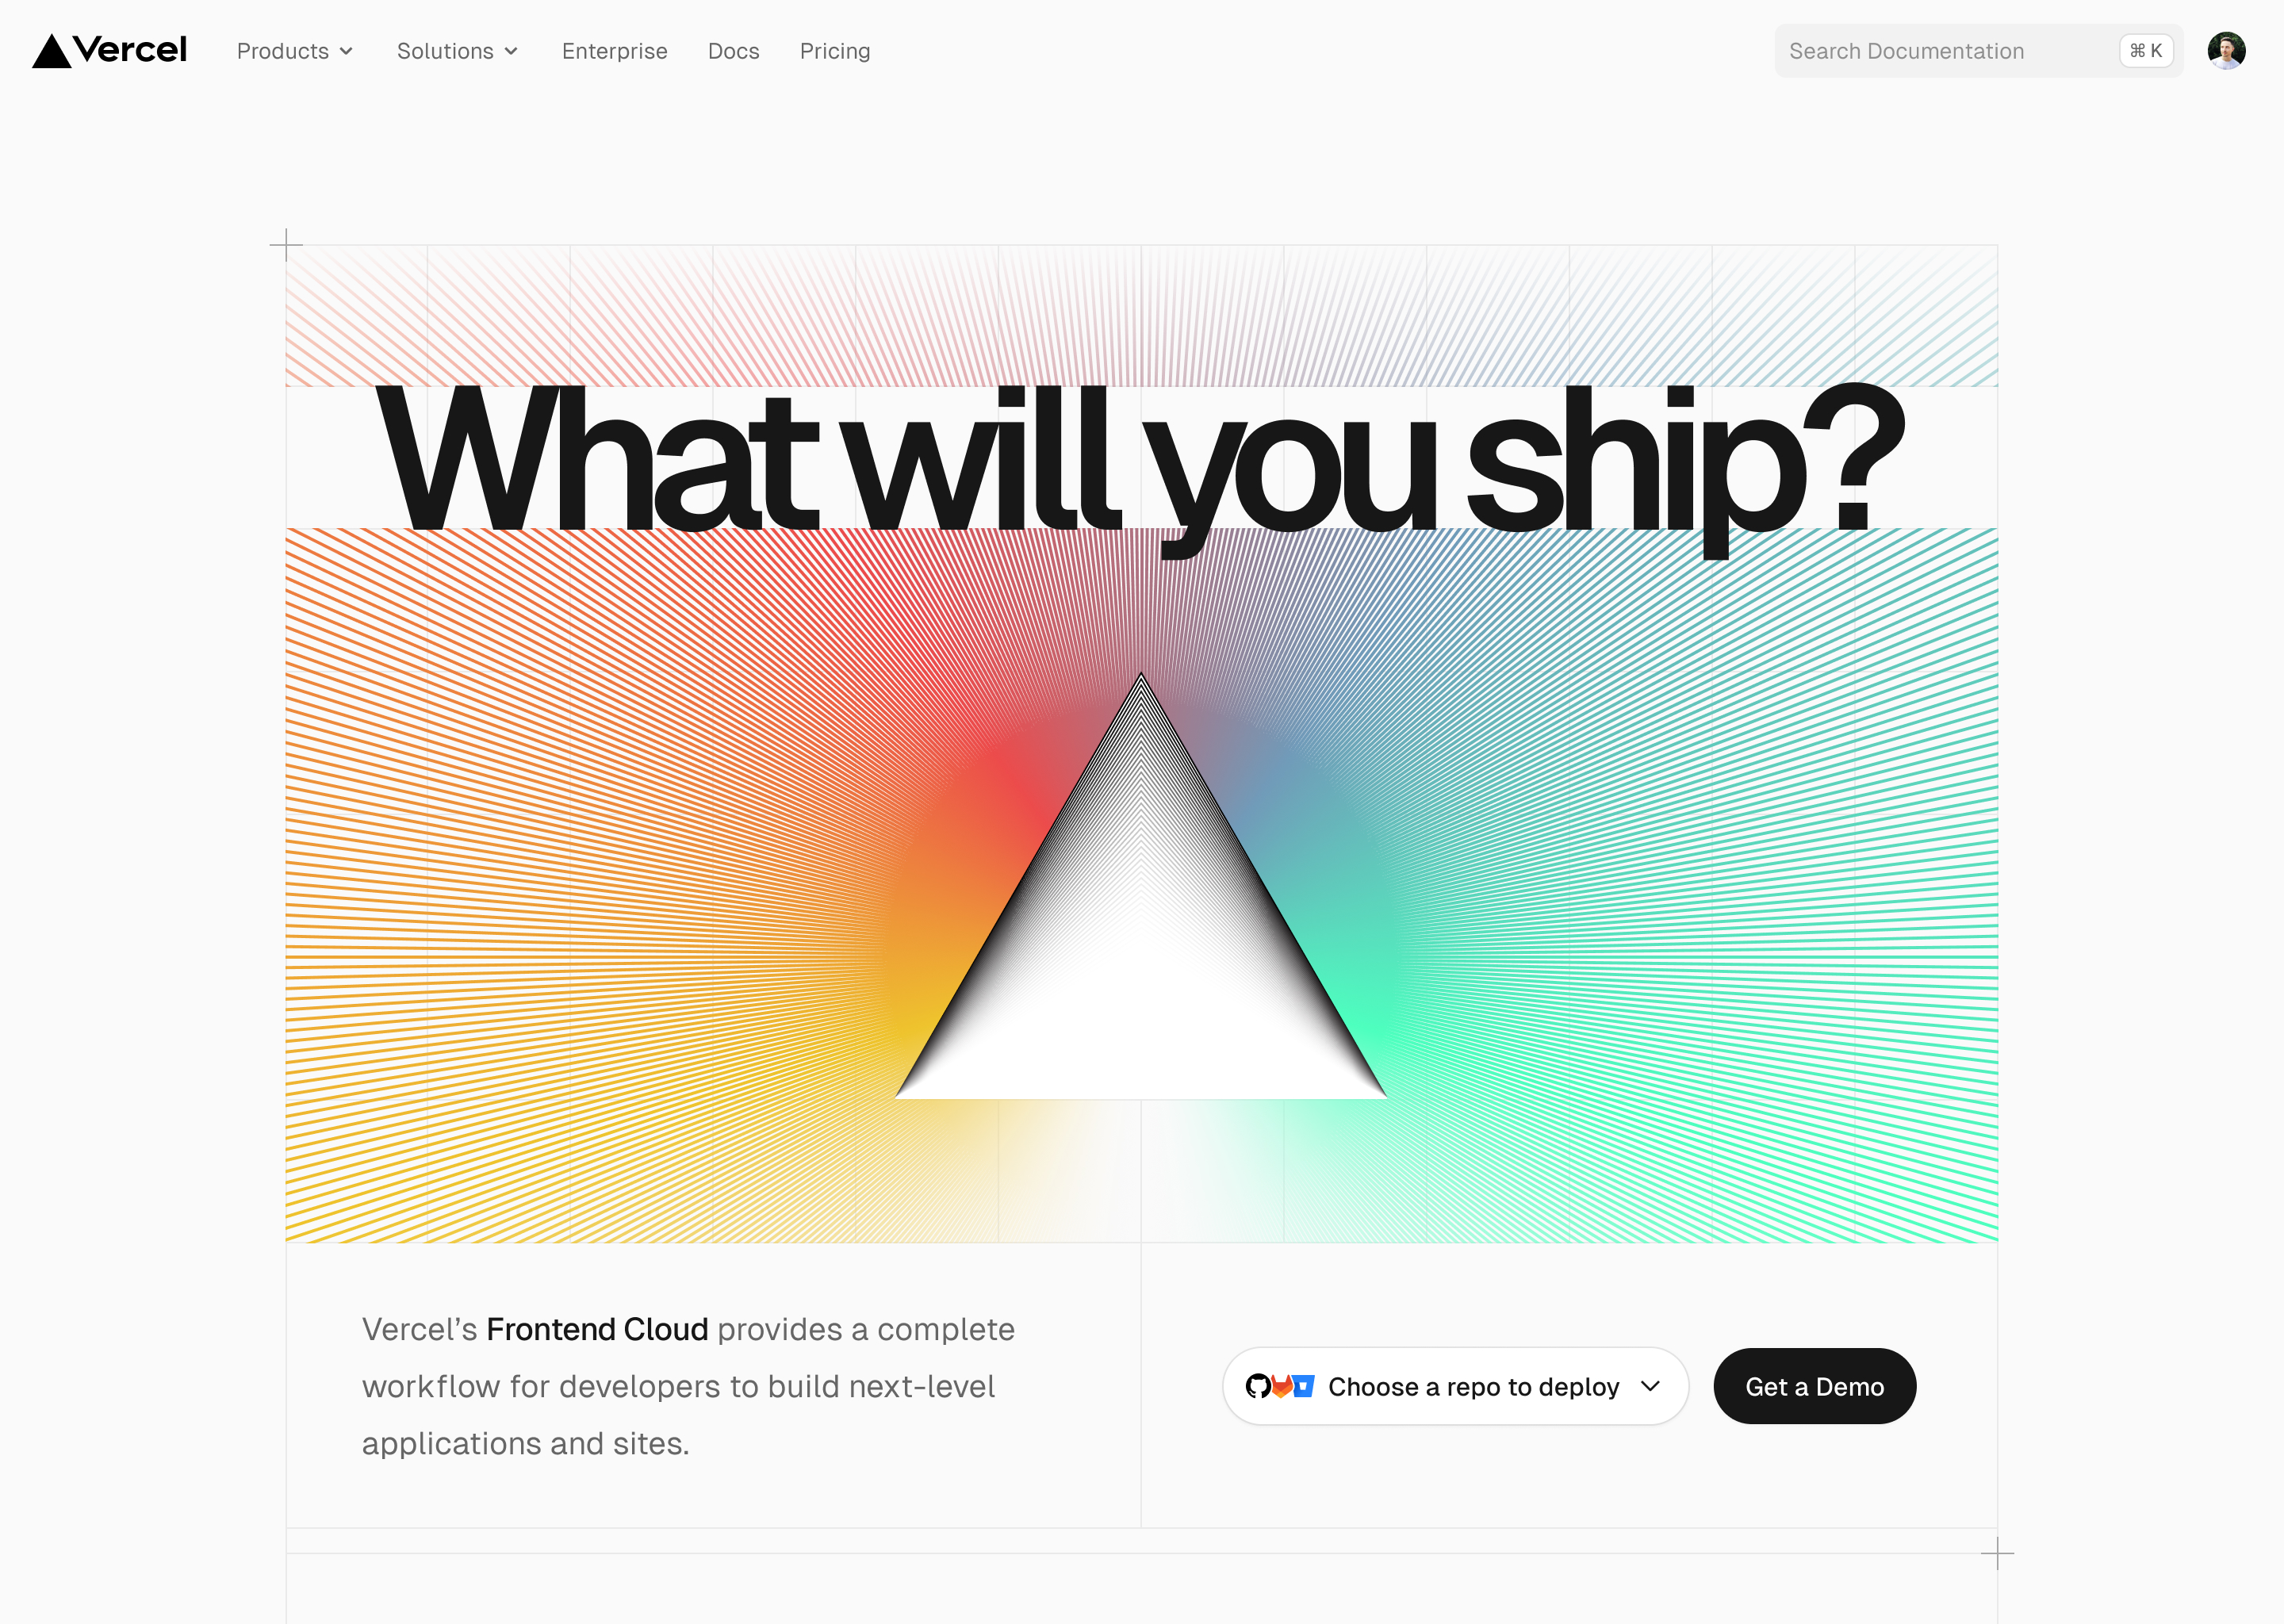 Vercel
Products
Solutions
Enterprise
Docs
Pricing
Search Documentation
⌘ K
What will you ship?
Vercel’s Frontend Cloud provides a complete
workflow for developers to build next-level
applications and sites.
Choose a repo to deploy
Get a Demo